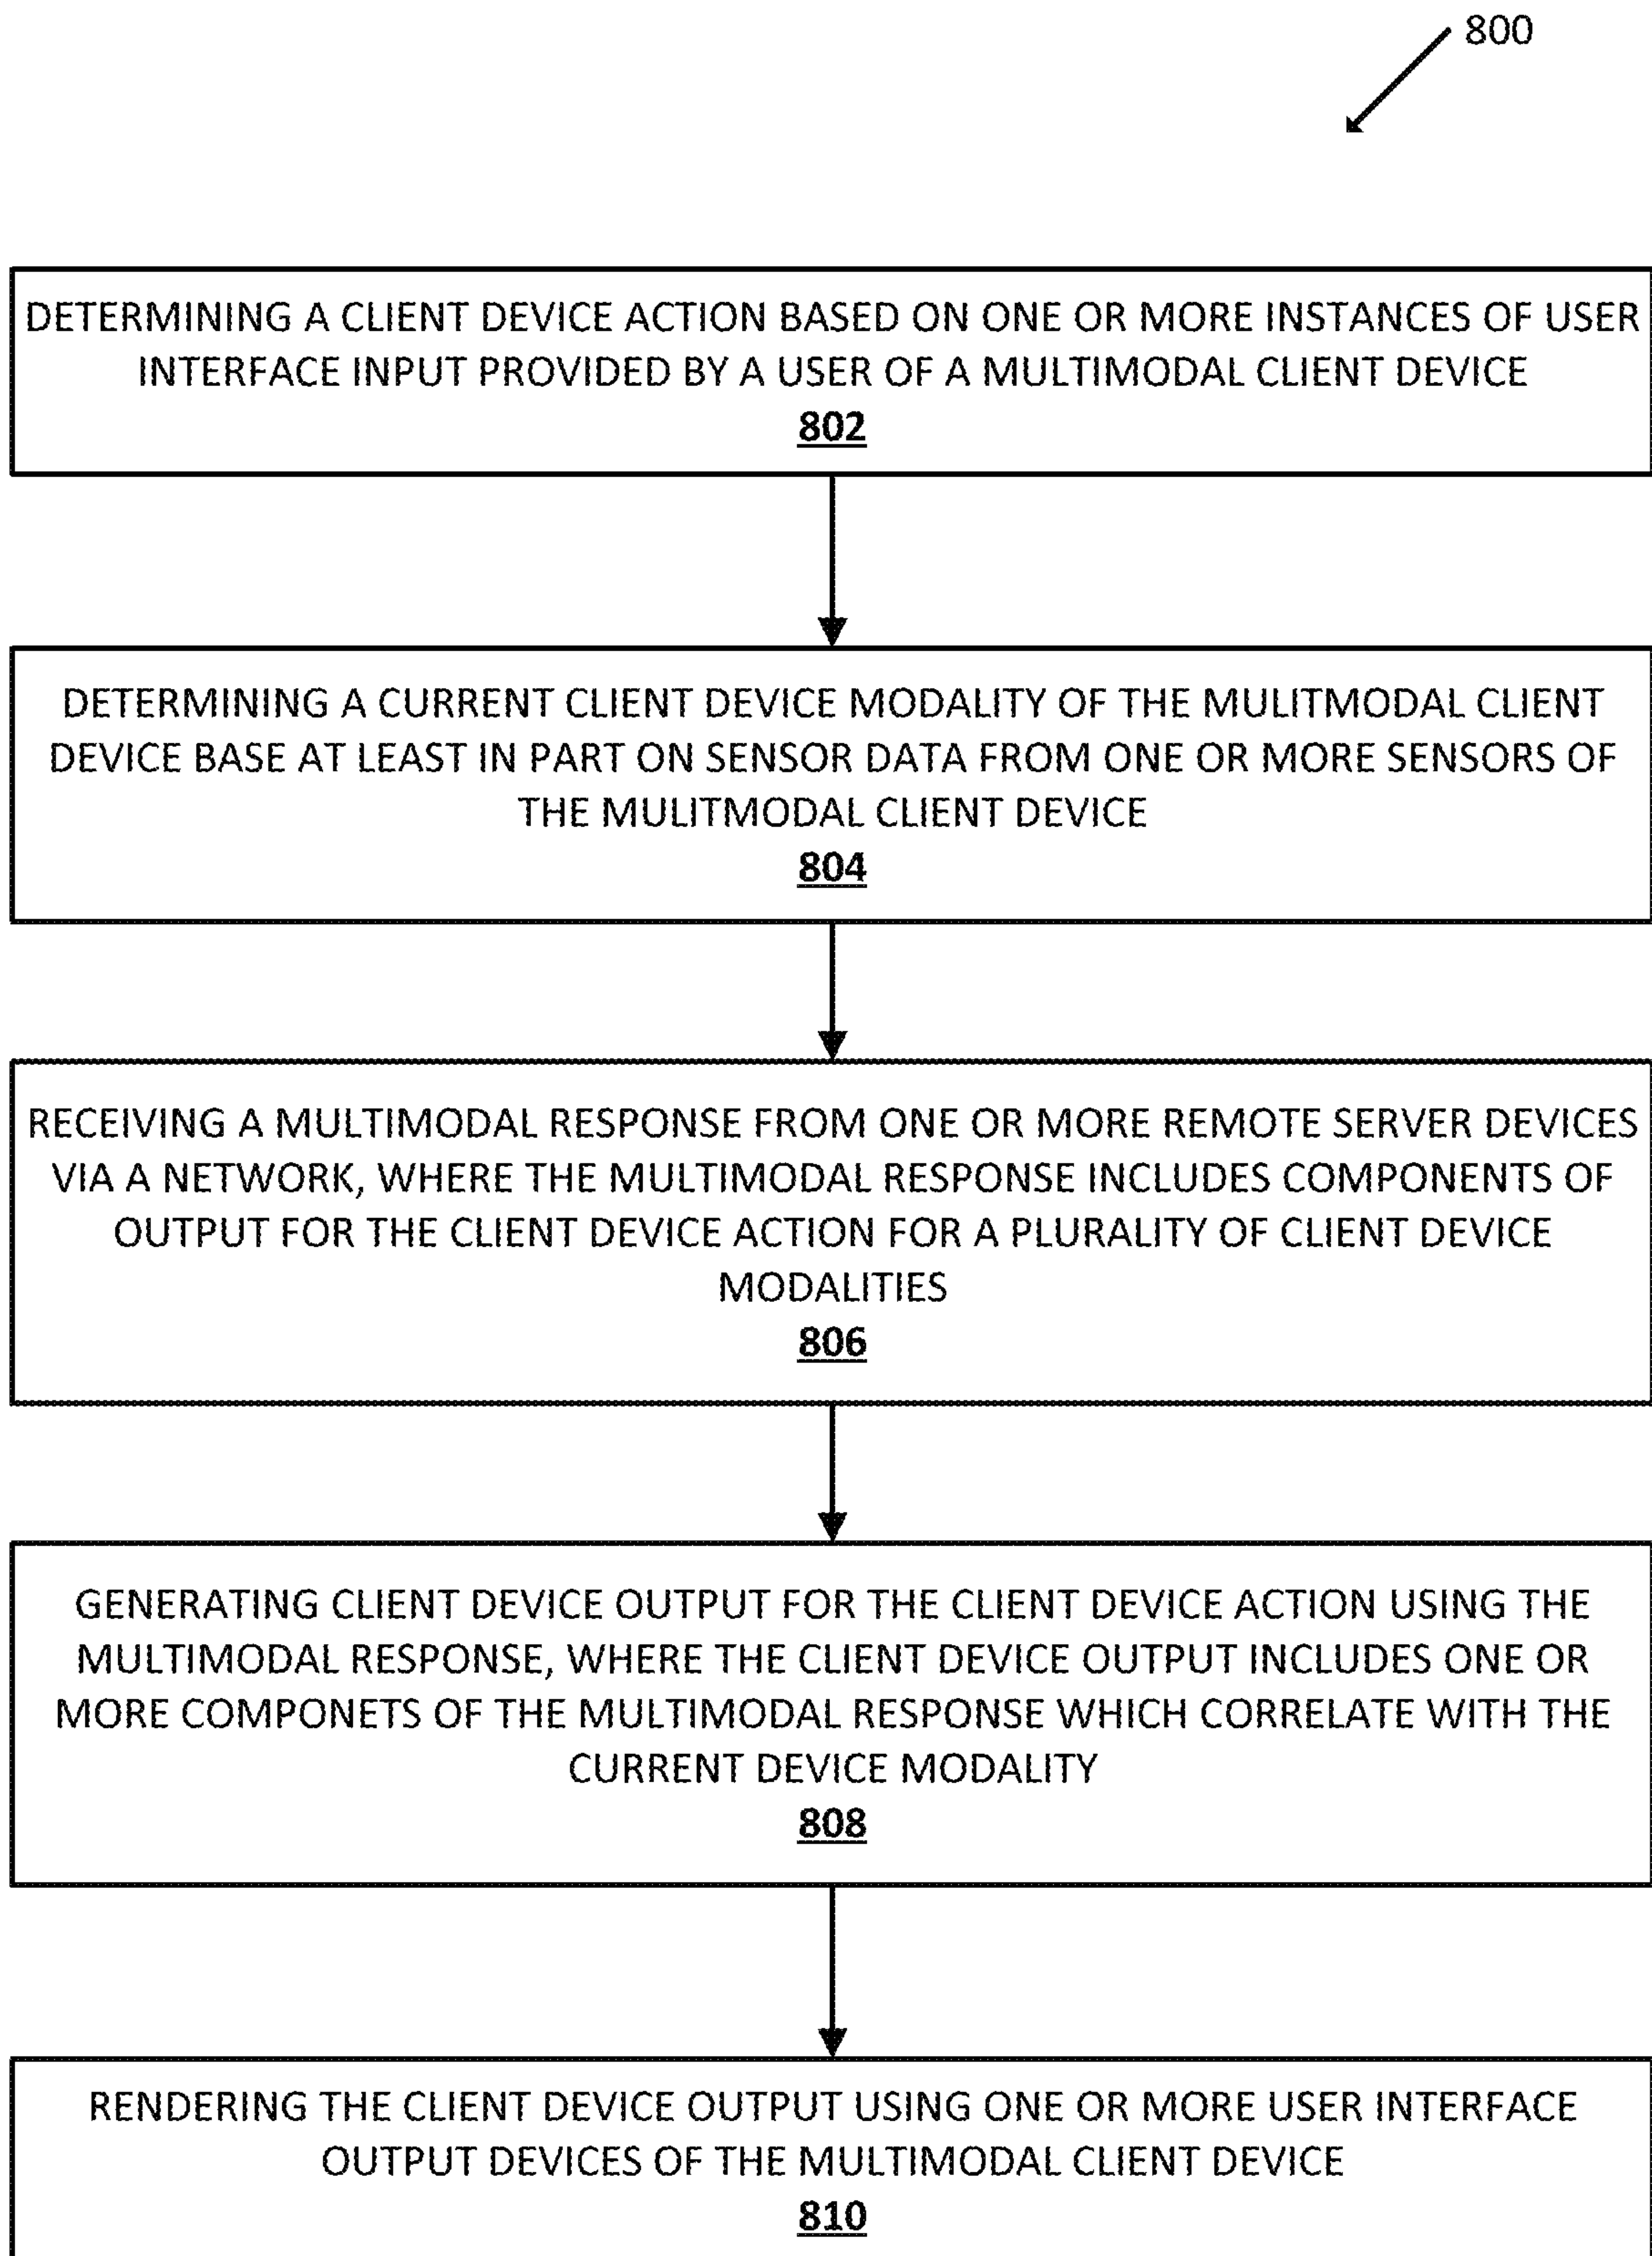 800
DETERMINING A CLIENT DEVICE ACTION BASED ON ONE OR MORE INSTANCES OF USER
INTERFACE INPUT PROVIDED BY A USER OF A MULTIMODAL CLIENT DEVICE
802
DETERMINING A CURRENT CLIENT DEVICE MODALITY OF THE MULITMODAL CLIENT
DEVICE BASE AT LEAST IN PART ON SENSOR DATA FROM ONE OR MORE SENSORS OF
THE MULITMODAL CLIENT DEVICE
804
RECEIVING A MULTIMODAL RESPONSE FROM ONE OR MORE REMOTE SERVER DEVICES
VIA A NETWORK, WHERE THE MULTIMODAL RESPONSE INCLUDES COMPONENTS OF
OUTPUT FOR THE CLIENT DEVICE ACTION FOR A PLURALITY OF CLIENT DEVICE
MODALITIES
806
GENERATING CLIENT DEVICE OUTPUT FOR THE CLIENT DEVICE ACTION USING THE
MULTIMODAL RESPONSE, WHERE THE CLIENT DEVICE OUTPUT INCLUDES ONE OR
MORE COMPONETS OF THE MULTIMODAL RESPONSE WHICH CORRELATE WITH THE
CURRENT DEVICE MODALITY
808
RENDERING THE CLIENT DEVICE OUTPUT USING ONE OR MORE USER INTERFACE
OUTPUT DEVICES OF THE MULTIMODAL CLIENT DEVICE
810